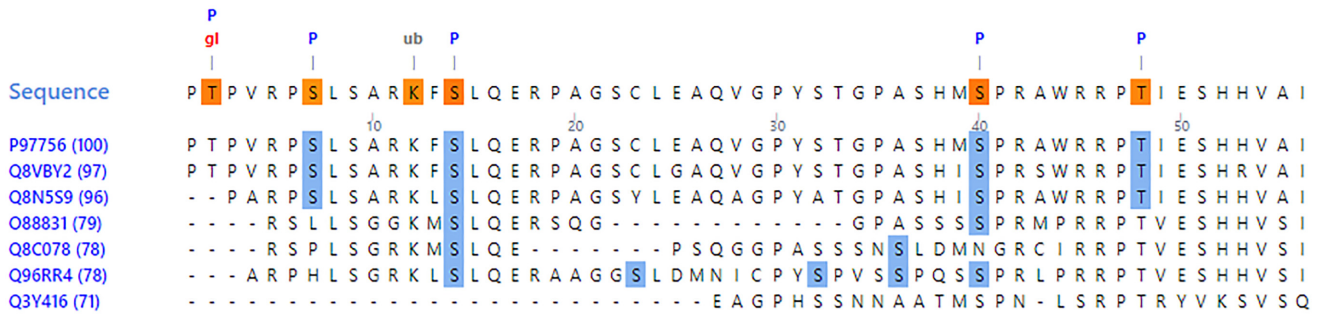 P
gl P ub P P P
Sequence P T P V R P S L S A R K F S L Q E R P A G S C L E A Q V G P Y S T G P A S H M S P R A W R R P T I E S H H V A I
10 20 30 40 50
P97756 (100) P T P V R P S L S A R K F S L Q E R P A G S C L E A Q V G P Y S T G P A S H M S P R A W R R P T I E S H H V A I
Q8VBY2 (97) P T P V R P S L S A R K F S L Q E R P A G S C L G A Q V G P Y S T G P A S H I S P R S W R R P T I E S H R V A I
Q8N5S9 (96) - - P A R P S L S A R K L S L Q E R P A G S Y L E A Q A G P Y A T G P A S H I S P R A W R R P T I E S H H V A I
O88831 (79) - - - - R S L L S G G K M S L Q E R S Q G - - - - - - - - - - - - G P A S S S S P R M P R R P T V E S H H V S I
Q8C078 (78) - - - - R S P L S G R K M S L Q E - - - - - - - P S Q G G P A S S S N S L D M N G R C I R R P T V E S H H V S I
Q96RR4 (78) - - - A R P H L S G R K L S L Q E R A A G G S L D M N I C P Y S P V S S P Q S S P R L P R R P T V E S H H V S I
Q3Y416 (71) - - - - - - - - - - - - - - - - - - - - - - - - - - E A G P H S S N N A A T M S P N - L S R P T R Y V K S V S Q